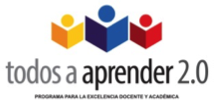 todos a aprender 2.0
PROGRAMA PARA LA EXCELENCIA DOCENTE Y ACADÉMICA